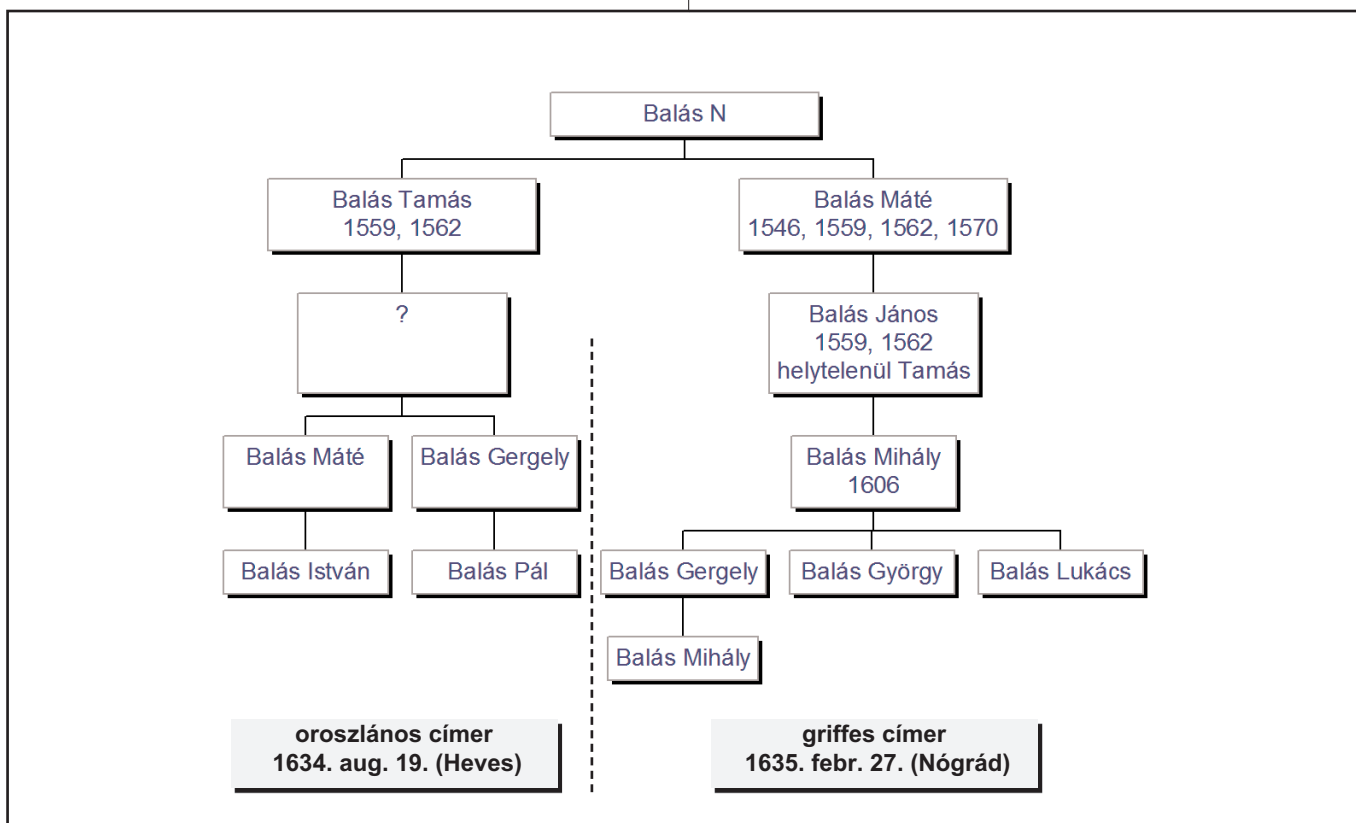 Balás N
Balás Tamás
1559, 1562
Balás Máté
1546, 1559, 1562, 1570
?
Balás János
1559, 1562
helytelenül Tamás
Balás Máté
Balás Gergely
Balás Mihály
1606
Balás István
Balás Pál
Balás Gergely
Balás György
Balás Lukács
Balás Mihály
oroszlános címer
1634. aug. 19. (Heves)
griffes címer
1635. febr. 27. (Nógrád)